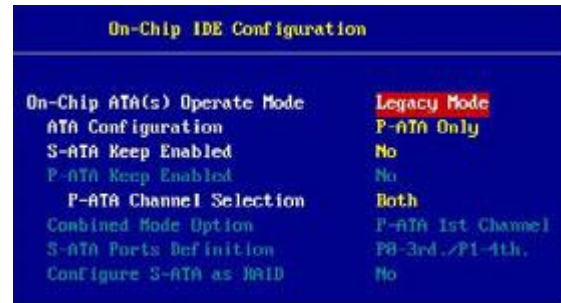 On-Chip IDE Configuration
On-Chip ATA(s) Operate Mode Legacy Mode
ATA Configuration P-ATA Only
S-ATA Keep Enabled No
P-ATA Keep Enabled No
P-ATA Channel Selection Both
Combined Mode Option P-ATA 1st Channel
S-ATA Ports Definition P0-3rd./P1-4th.
Configure S-ATA as RAID No